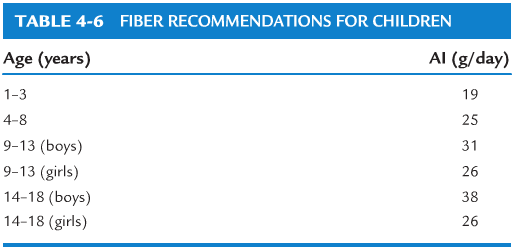 TABLE 4-6 FIBER RECOMMENDATIONS FOR CHILDREN
Age (years) AI (g/day)
1–3 19
4–8 25
9–13 (boys) 31
9–13 (girls) 26
14–18 (boys) 38
14–18 (girls) 26